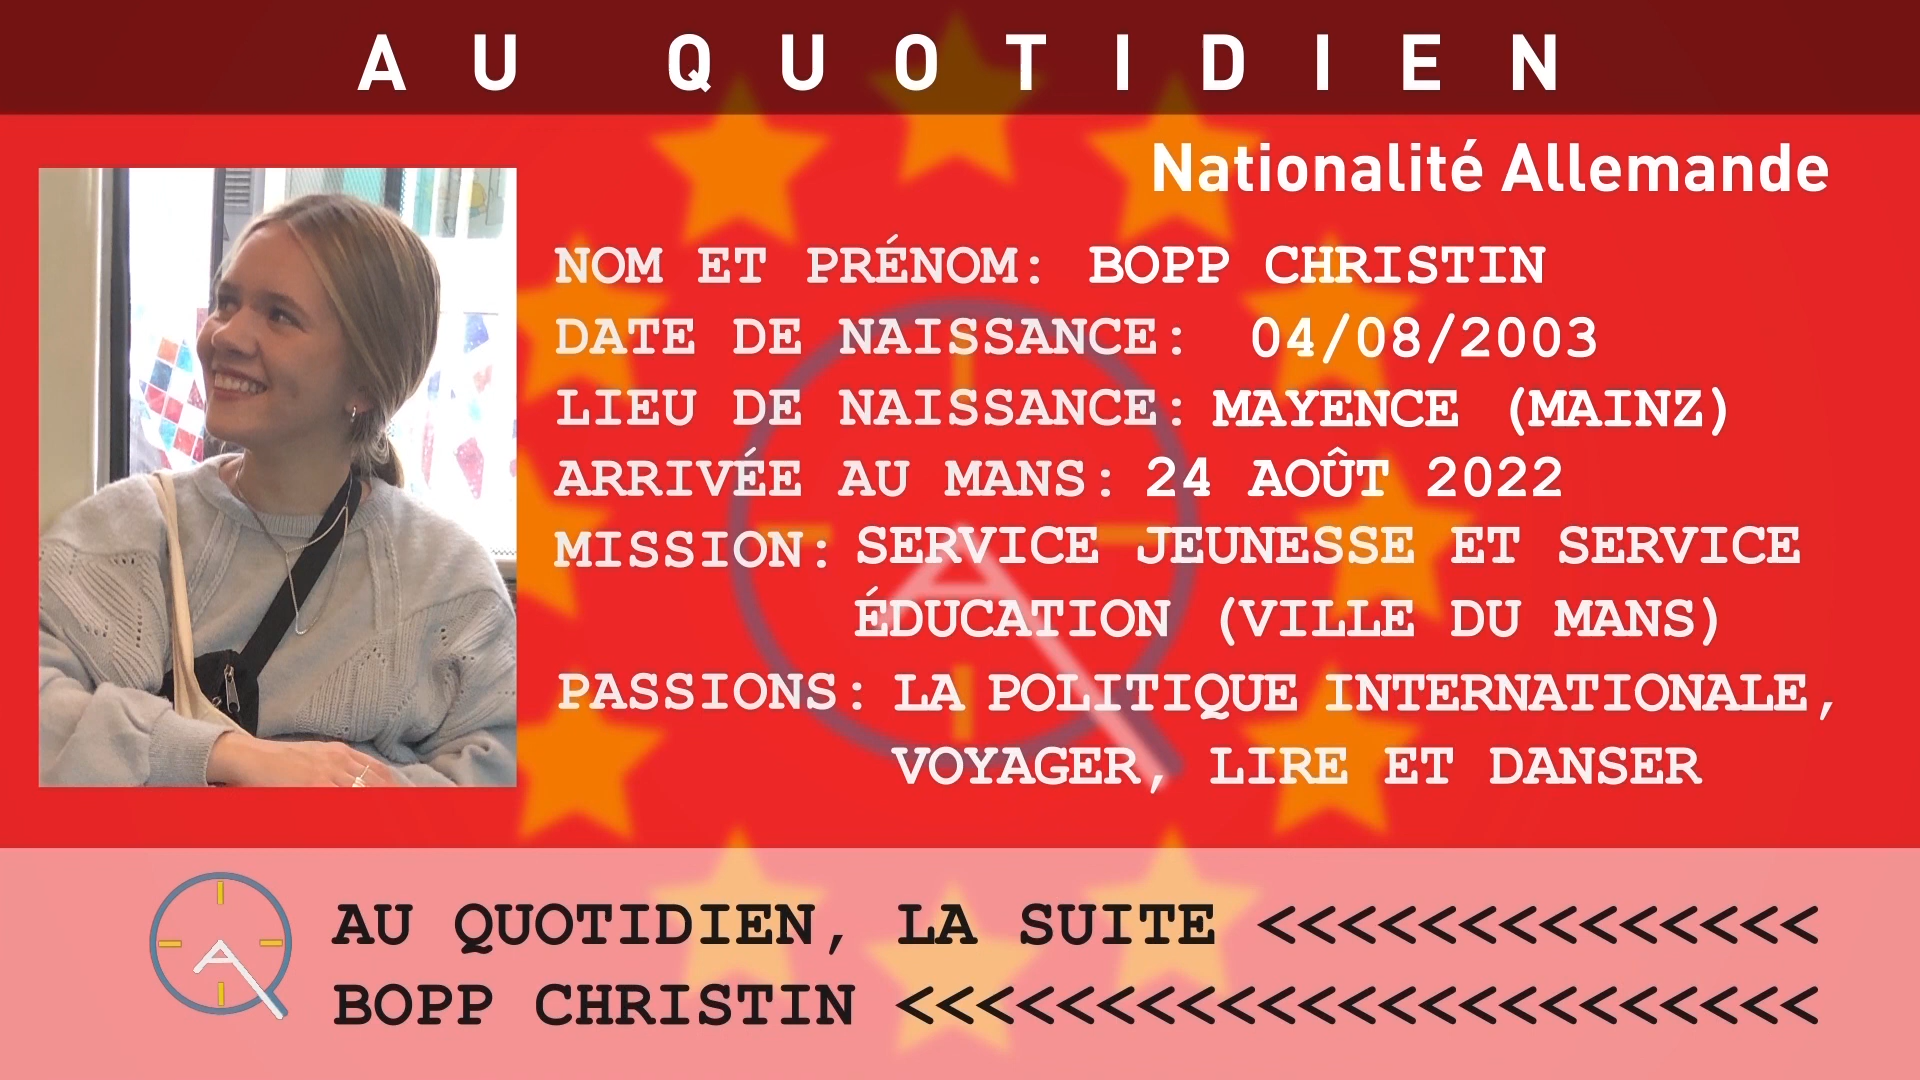 AU QUOTIDIEN
Nationalité Allemande
NOM ET PRÉNOM: BOPP CHRISTIN
DATE DE NAISSANCE: 04/08/2003
LIEU DE NAISSANCE: MAYENCE (MAINZ)
ARRIVÉE AU MANS: 24 AOÛT 2022
MISSION: SERVICE JEUNESSE ET SERVICE
ÉDUCATION (VILLE DU MANS)
PASSIONS: LA POLITIQUE INTERNATIONALE,
VOYAGER, LIRE ET DANSER
AU QUOTIDIEN, LA SUITE <<<<<<<<<<<<<<
BOPP CHRISTIN <<<<<<<<<<<<<<<<<<<<<<<